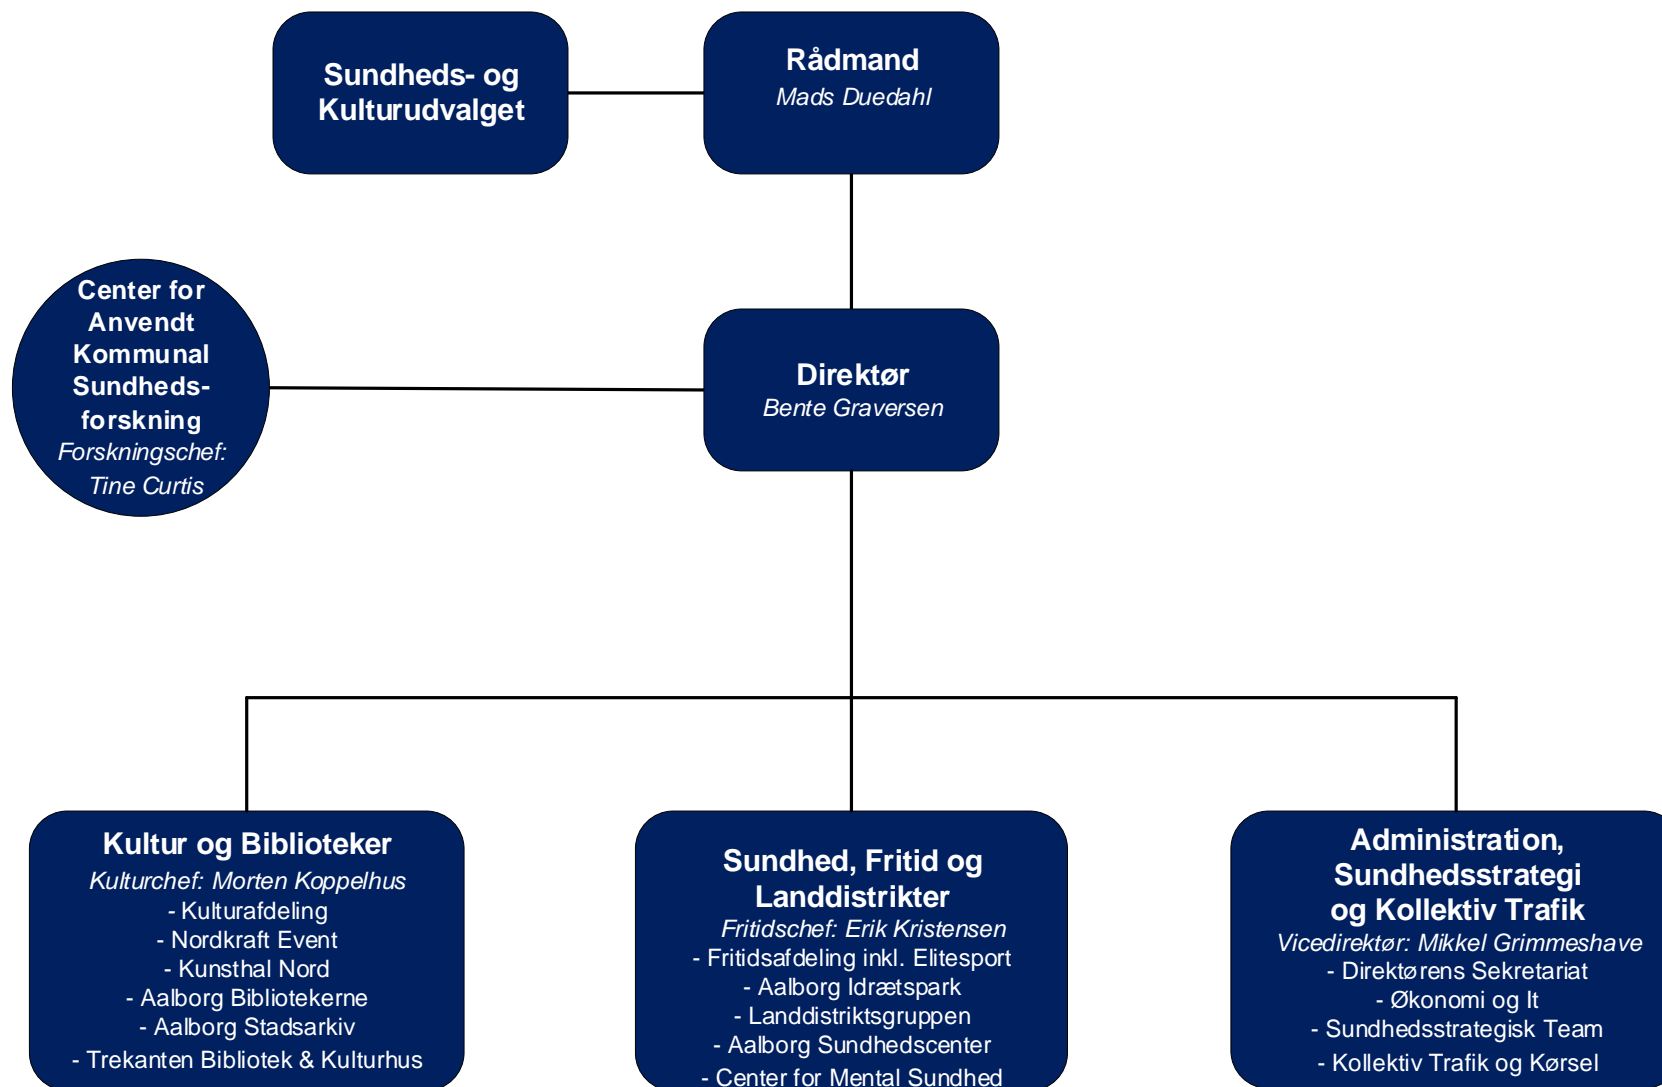 Sundheds- og
Kulturudvalget
Rådmand
Mads Duedahl
Center for
Anvendt
Kommunal
Sundheds-
forskning
Forskningschef:
Tine Curtis
Direktør
Bente Graversen
Kultur og Biblioteker
Kulturchef: Morten Koppelhus
- Kulturafdeling
- Nordkraft Event
- Kunsthal Nord
- Aalborg Bibliotekerne
- Aalborg Stadsarkiv
- Trekanten Bibliotek & Kulturhus
Sundhed, Fritid og
Landdistrikter
Fritidschef: Erik Kristensen
- Fritidsafdeling inkl. Elitesport
- Aalborg Idrætspark
- Landdistriktsgruppen
- Aalborg Sundhedscenter
- Center for Mental Sundhed
Administration,
Sundhedsstrategi
og Kollektiv Trafik
Vicedirektør: Mikkel Grimmeshave
- Direktørens Sekretariat
- Økonomi og It
- Sundhedsstrategisk Team
- Kollektiv Trafik og Kørsel